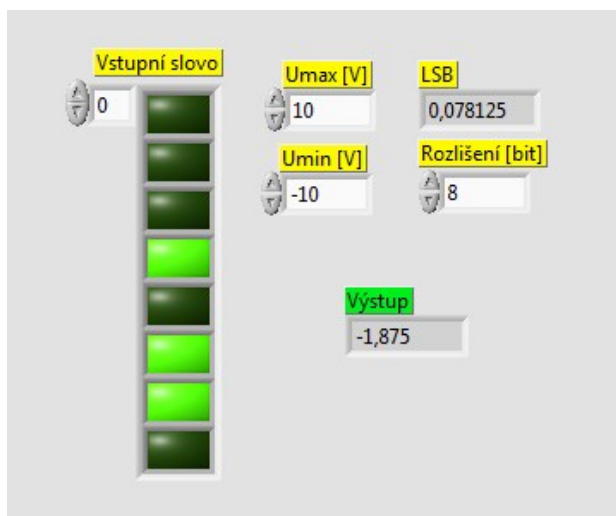 Vstupní slovo
0
Umax [V]
10
LSB
0,078125
Umin [V]
-10
Rozlišení [bit]
8
Výstup
-1,875